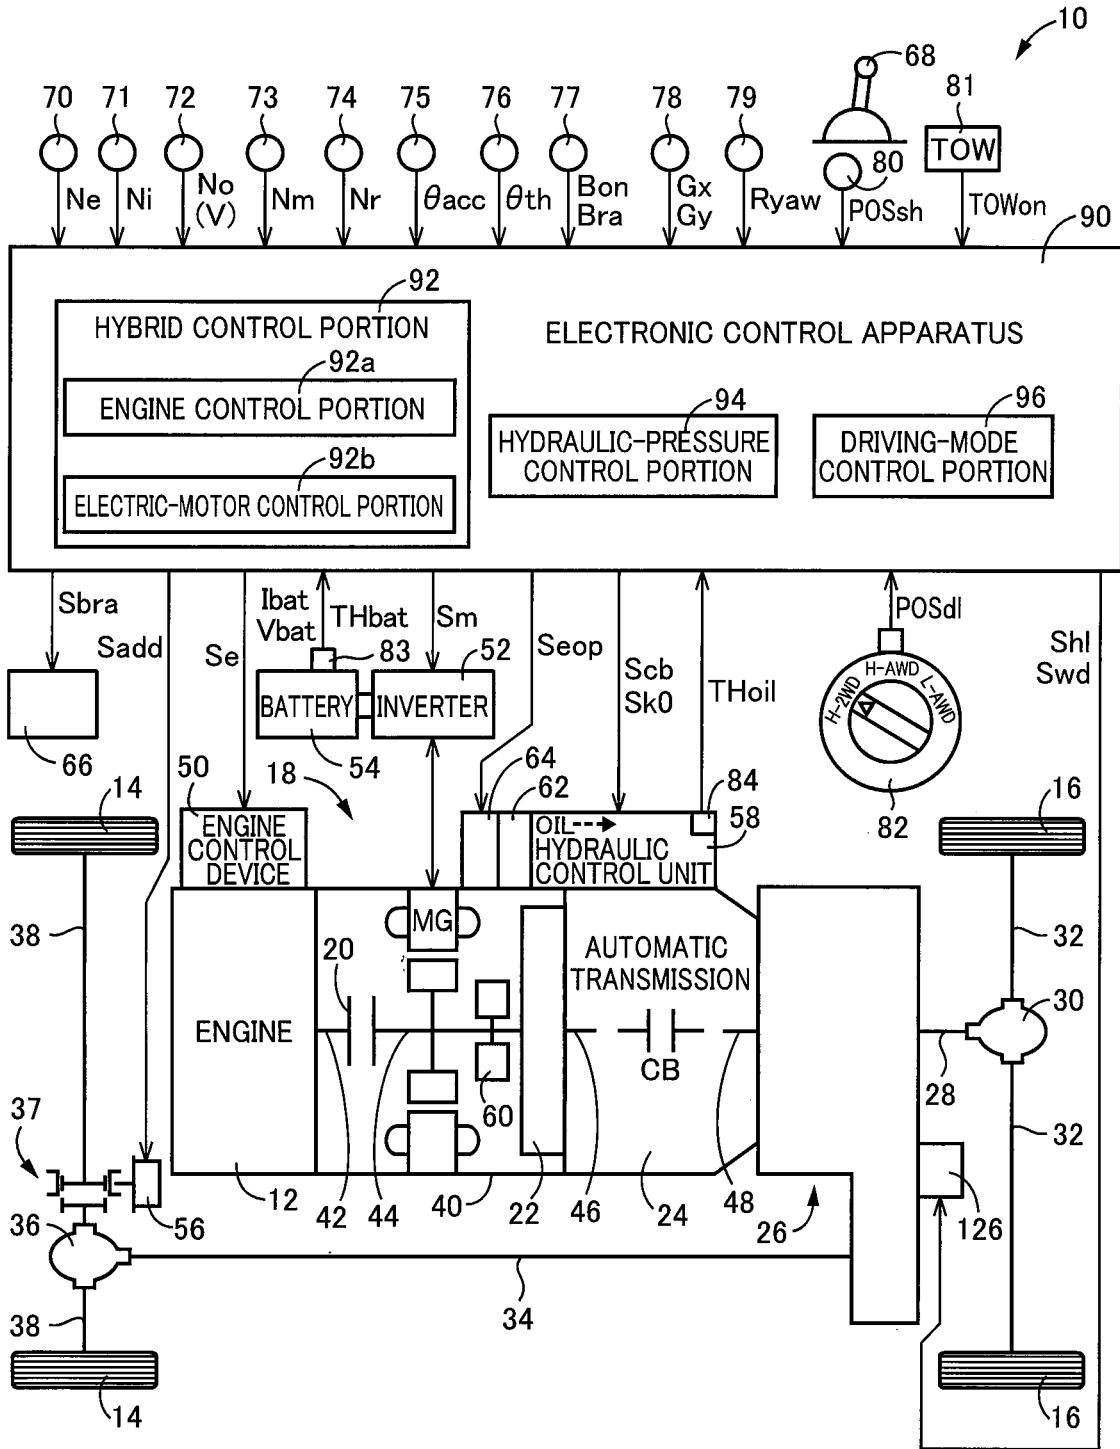 10
68
70
71
72
73
74
75
76
77
78
79
81
TOW
80
Ne
Ni
No
(V)
Nm
Nr
θacc
θth
Bon
Bra
Gx
Gy
Ryaw
POSsh
TOWon
90
92
HYBRID CONTROL PORTION
ELECTRONIC CONTROL APPARATUS
92a
ENGINE CONTROL PORTION
92b
ELECTRIC-MOTOR CONTROL PORTION
94
HYDRAULIC-PRESSURE
CONTROL PORTION
96
DRIVING-MODE
CONTROL PORTION
Sbra
Sadd
Se
Ibat
Vbat
THbat
Sm
Seop
Scb
Sk0
THoil
POSdl
Shl
Swd
83
52
BATTERY
INVERTER
54
H-2WD
H-AWD
L-AWD
82
66
14
50
18
64
62
84
58
16
ENGINE
CONTROL
DEVICE
OIL
HYDRAULIC
CONTROL UNIT
MG
38
20
AUTOMATIC
TRANSMISSION
32
30
ENGINE
CB
60
28
37
32
12
42
44
40
22
46
24
48
26
126
56
36
34
38
14
16